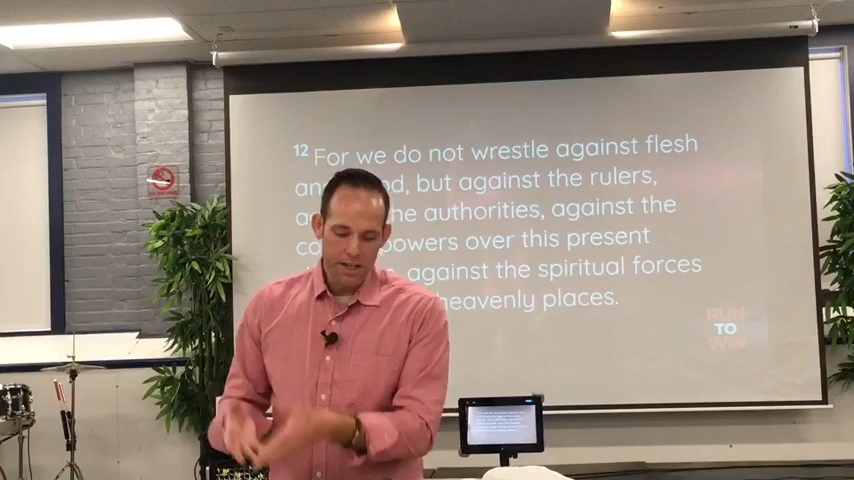 12 For we do not wrestle against flesh
but against the rulers,
the authorities, against the
powers over this present
against the spiritual forces
heavenly places.
RUN
TO
WIN